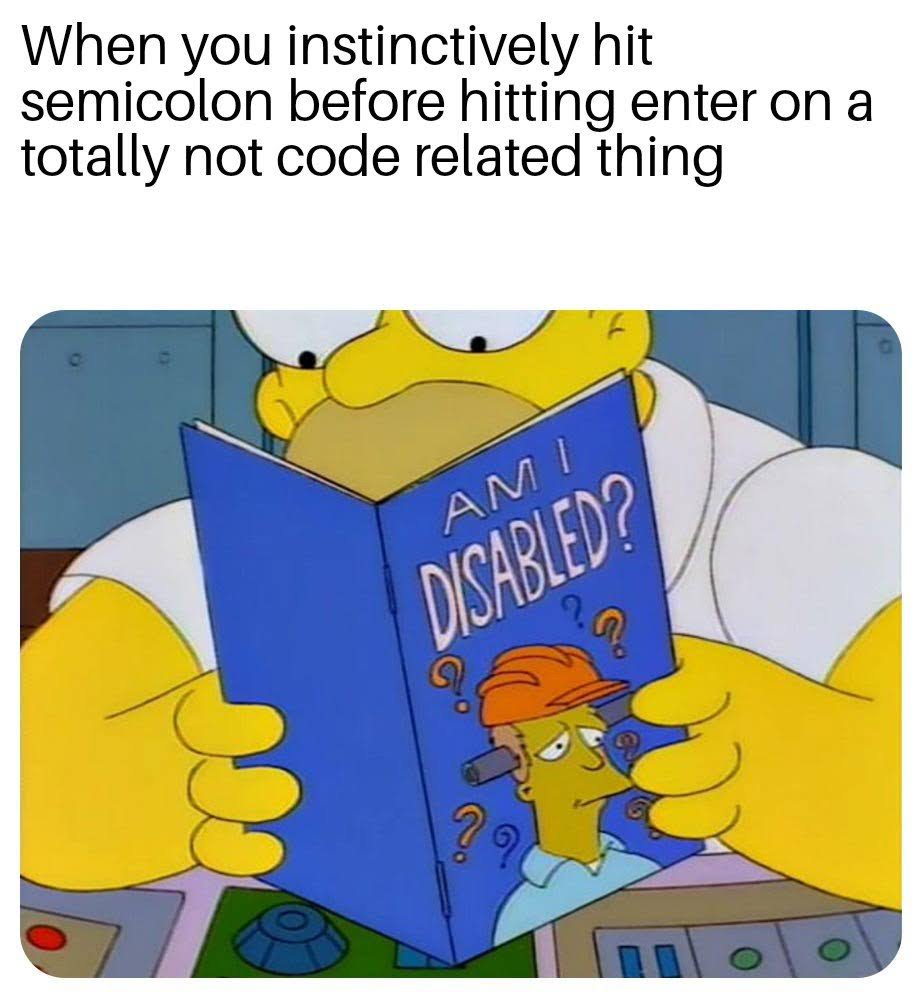 When you instinctively hit
semicolon before hitting enter on a
totally not code related thing
AM I
DISABLED?